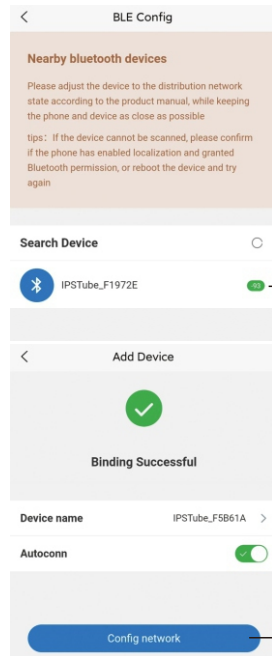 BLE Config
Nearby bluetooth devices
Please adjust the device to the distribution network
state according to the product manual, while keeping
the phone and device as close as possible
tips: If the device cannot be scanned, please confirm
if the phone has enabled localization and granted
Bluetooth permission, or reboot the device and try
again
Search Device
IPSTube_F1972E
-93
Add Device
Binding Successful
Device name IPSTube_F5B61A
Autoconn
Config network